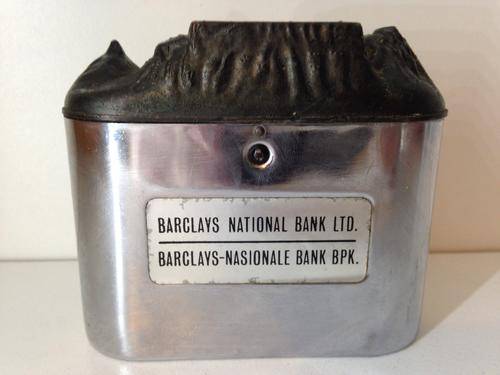 BARCLAYS NATIONAL BANK LTD.
BARCLAYS-NASIONALE BANK BPK.